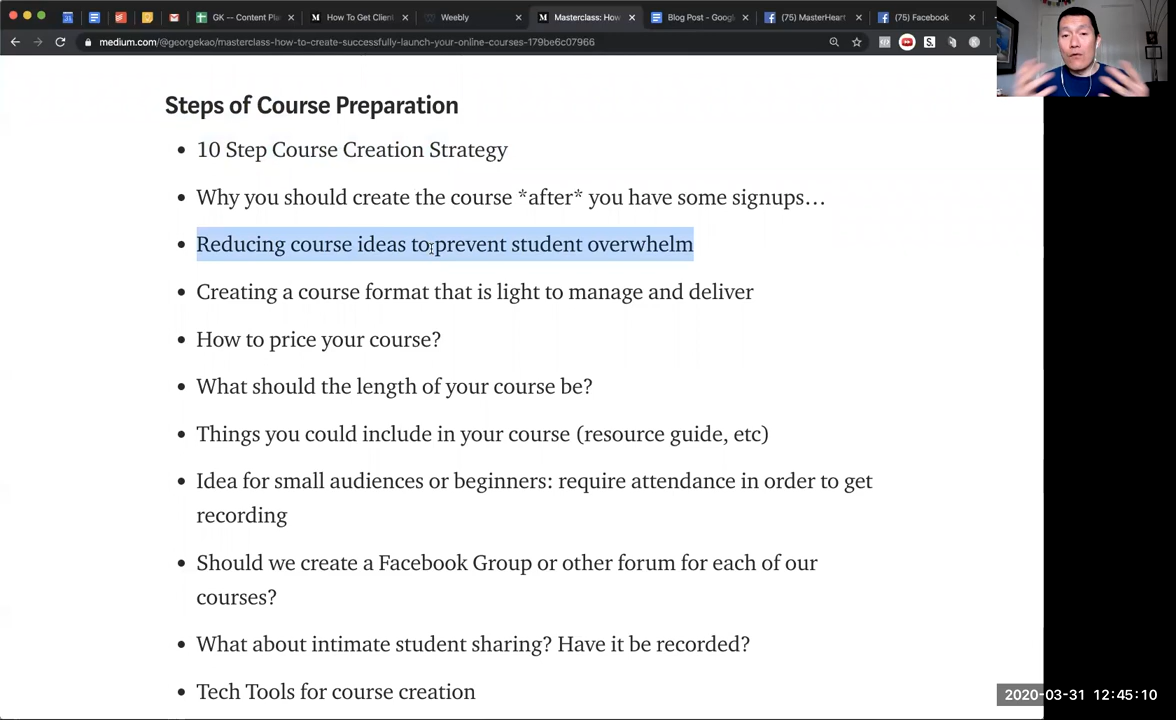 GK -- Content Pla
How To Get Clien
Weebly
Masterclass: How
Blog Post - Goog
(75) MasterHeart
(75) Facebook
medium.com/@georgekao/masterclass-how-to-create-successfully-launch-your-online-courses-179be6c07966
Steps of Course Preparation
• 10 Step Course Creation Strategy
• Why you should create the course *after* you have some signups…
• Reducing course ideas to prevent student overwhelm
• Creating a course format that is light to manage and deliver
• How to price your course?
• What should the length of your course be?
• Things you could include in your course (resource guide, etc)
• Idea for small audiences or beginners: require attendance in order to get
recording
• Should we create a Facebook Group or other forum for each of our
courses?
• What about intimate student sharing? Have it be recorded?
• Tech Tools for course creation
2020-03-31 12:45:10